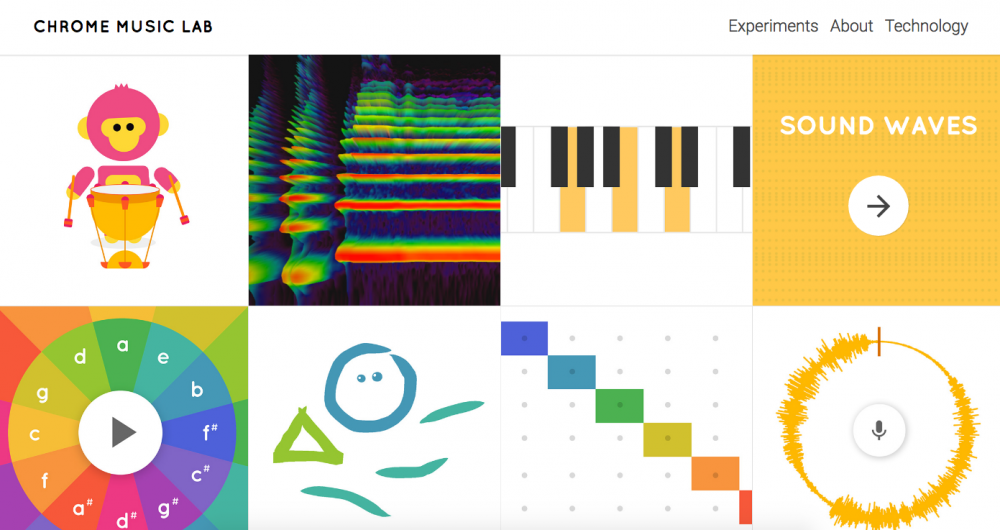 CHROME MUSIC LAB
Experiments About Technology
SOUND WAVES
a
d
e
g
b
c
f#
f
c#
a#
g#
d#